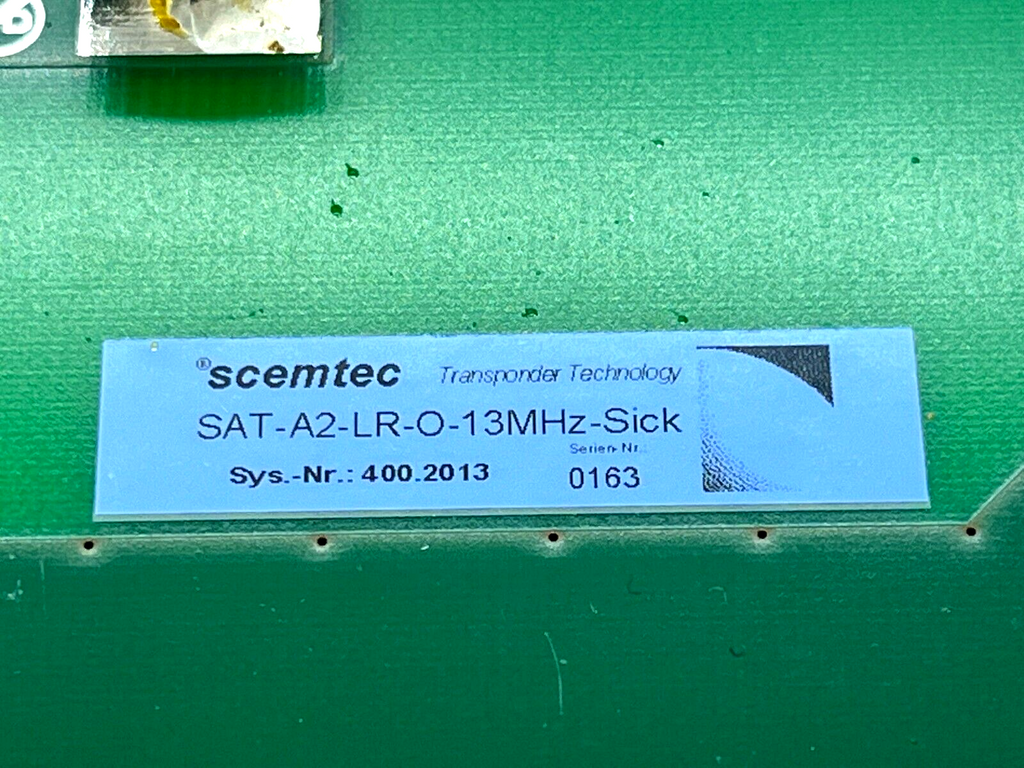 ®scemtec Transponder Technology
SAT-A2-LR-O-13MHz-Sick
Serien-Nr.:
Sys.-Nr.: 400.2013 0163